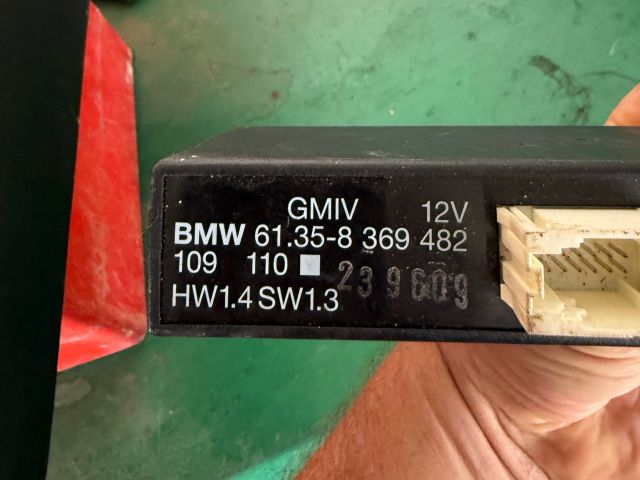 GMIV 12V
BMW 61.35-8 369 482
109 110 239609
HW1.4 SW1.3